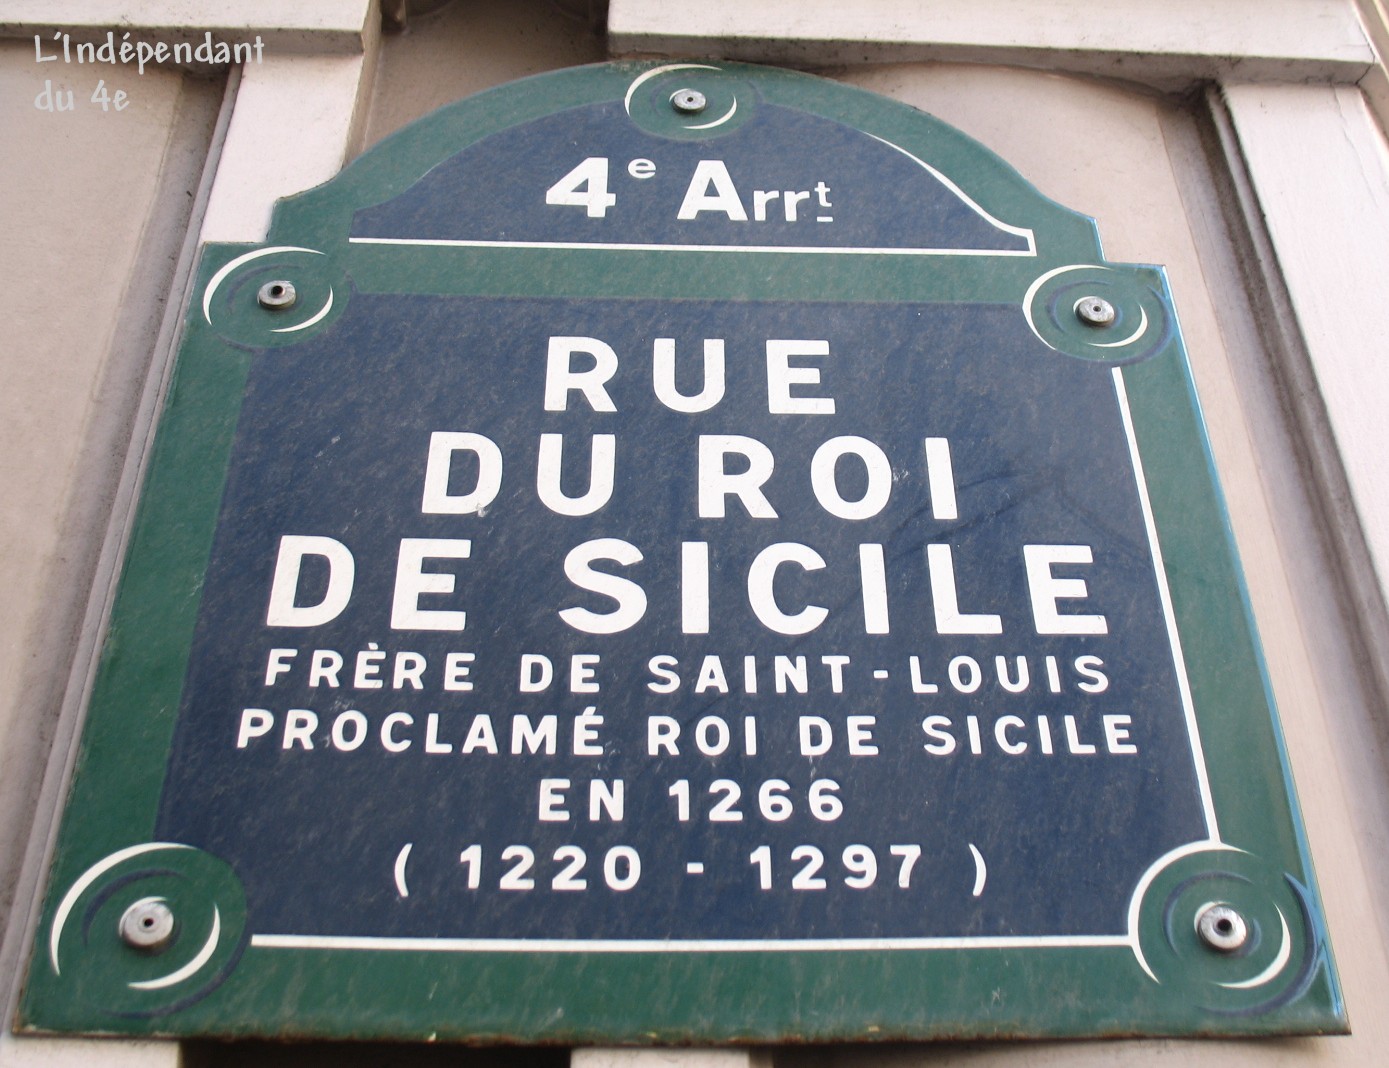 L'Indépendant
du 4e
4e Arrt
RUE
DU ROI
DE SICILE
FRÈRE DE SAINT-LOUIS
PROCLAMÉ ROI DE SICILE
EN 1266
( 1220 - 1297 )